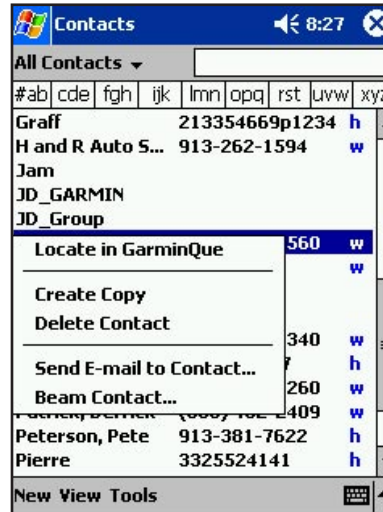 Contacts 8:27
All Contacts
#ab cde fgh ijk lmn opq rst uvw xyz
Graff 213354669p1234 h
H and R Auto S... 913-262-1594 w
Jam
JD_GARMIN
JD_Group
Locate in GarminQue 560 w
w
Create Copy
Delete Contact
340 w
Send E-mail to Contact... h
Beam Contact... 260 w
2409 w
Peterson, Pete 913-381-7622 h
Pierre 3325524141 h
New View Tools